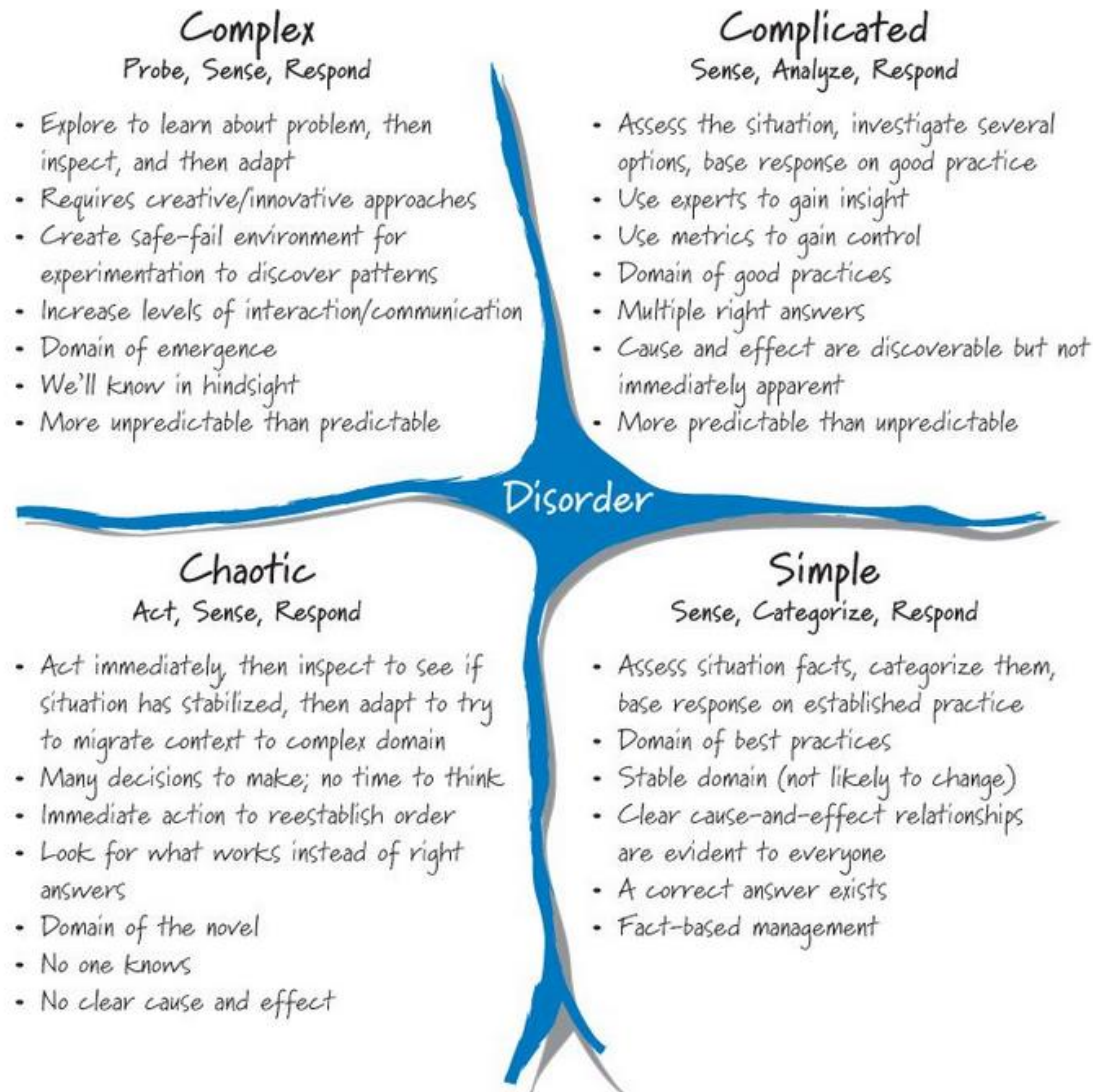 Complex
Probe, Sense, Respond
• Explore to learn about problem, then
inspect, and then adapt
• Requires creative/innovative approaches
• Create safe-fail environment for
experimentation to discover patterns
• Increase levels of interaction/communication
• Domain of emergence
• We'll know in hindsight
• More unpredictable than predictable
Complicated
Sense, Analyze, Respond
• Assess the situation, investigate several
options, base response on good practice
• Use experts to gain insight
• Use metrics to gain control
• Domain of good practices
• Multiple right answers
• Cause and effect are discoverable but not
immediately apparent
• More predictable than unpredictable
Disorder
Chaotic
Act, Sense, Respond
• Act immediately, then inspect to see if
situation has stabilized, then adapt to try
to migrate context to complex domain
• Many decisions to make; no time to think
• Immediate action to reestablish order
• Look for what works instead of right
answers
• Domain of the novel
• No one knows
• No clear cause and effect
Simple
Sense, Categorize, Respond
• Assess situation facts, categorize them,
base response on established practice
• Domain of best practices
• Stable domain (not likely to change)
• Clear cause-and-effect relationships
are evident to everyone
• A correct answer exists
• Fact-based management